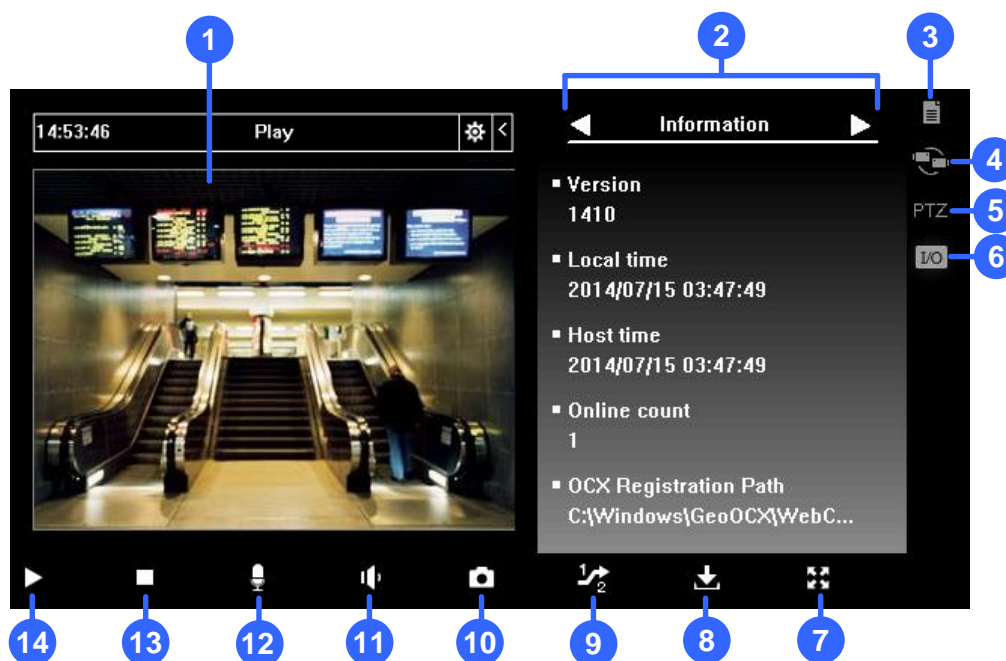 1
2
3
14:53:46
Play
Information
4
Version
1410
PTZ
5
I/O
6
Local time
2014/07/15 03:47:49
Host time
2014/07/15 03:47:49
Online count
1
OCX Registration Path
C:\Windows\GeoOCX\WebC...
1
2
14
13
12
11
10
9
8
7